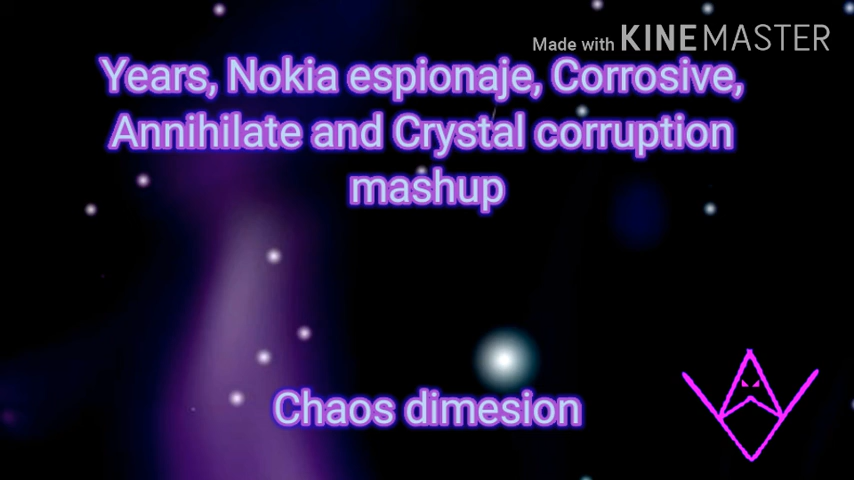 Made with KINEMASTER
Years, Nokia espionaje, Corrosive,
Annihilate and Crystal corruption
mashup
Chaos dimesion